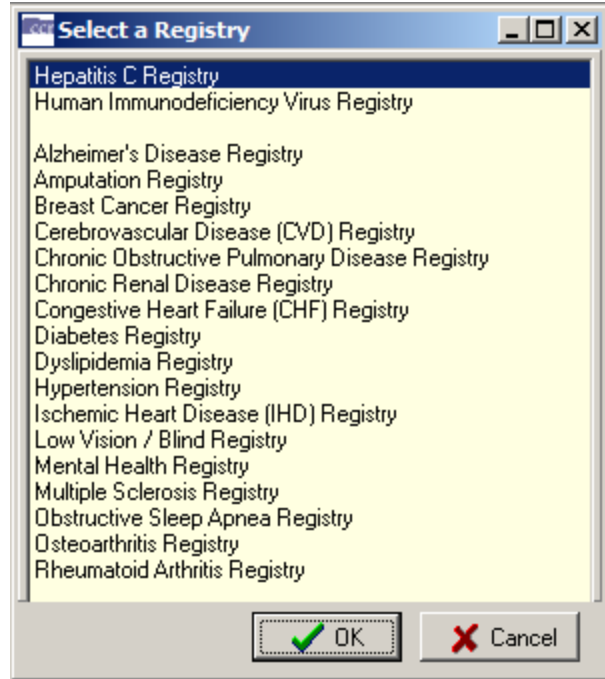 ccr Select a Registry
Hepatitis C Registry
Human Immunodeficiency Virus Registry
Alzheimer's Disease Registry
Amputation Registry
Breast Cancer Registry
Cerebrovascular Disease (CVD) Registry
Chronic Obstructive Pulmonary Disease Registry
Chronic Renal Disease Registry
Congestive Heart Failure (CHF) Registry
Diabetes Registry
Dyslipidemia Registry
Hypertension Registry
Ischemic Heart Disease (IHD) Registry
Low Vision / Blind Registry
Mental Health Registry
Multiple Sclerosis Registry
Obstructive Sleep Apnea Registry
Osteoarthritis Registry
Rheumatoid Arthritis Registry
OK Cancel